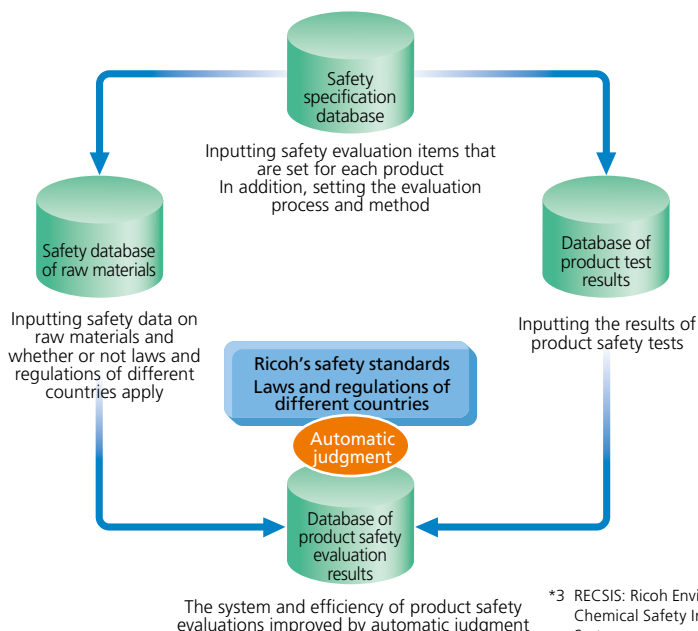 Safety
specification
database
Inputting safety evaluation items that
are set for each product
In addition, setting the evaluation
process and method
Safety database
of raw materials
Inputting safety data on
raw materials and
whether or not laws and
regulations of different
countries apply
Database of
product test
results
Inputting the results of
product safety tests
Ricoh's safety standards
Laws and regulations of
different countries
Automatic
judgment
Database of
product safety
evaluation
results
The system and efficiency of product safety
evaluations improved by automatic judgment
*3 RECSIS: Ricoh Envi
Chemical Safety In